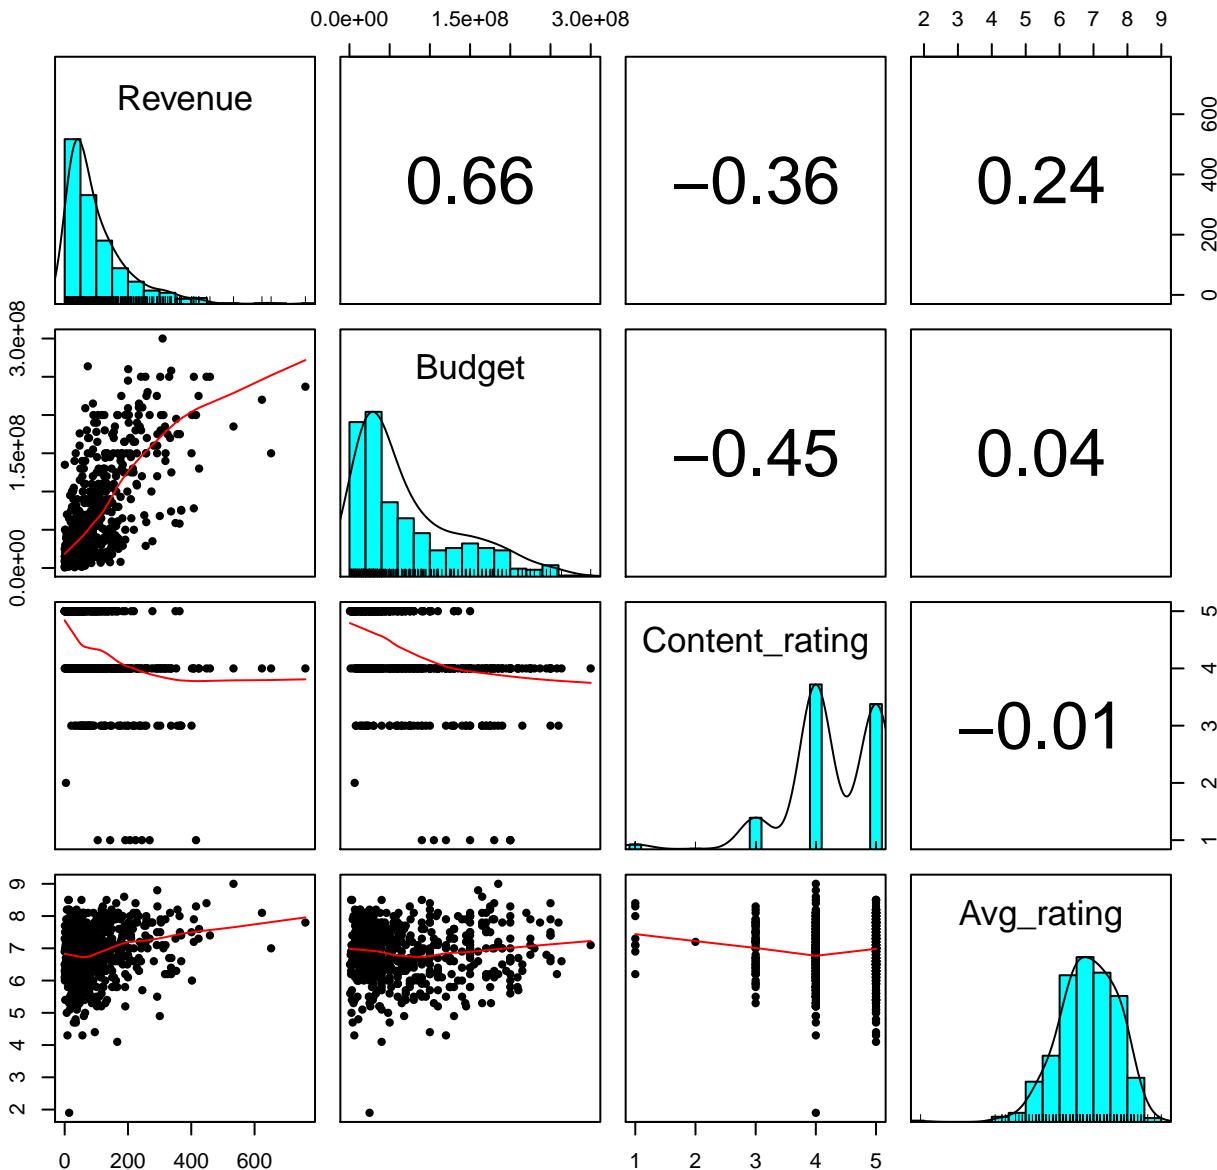 0.0e+00 1.5e+08 3.0e+08 2 3 4 5 6 7 8 9
Revenue
0.66
−0.36
0.24
0 200 400 600
0.0e+00 1.5e+08 3.0e+08
Budget
−0.45
0.04
Content_rating
−0.01
1 2 3 4 5
2 3 4 5 6 7 8 9
Avg_rating
0 200 400 600 1 2 3 4 5